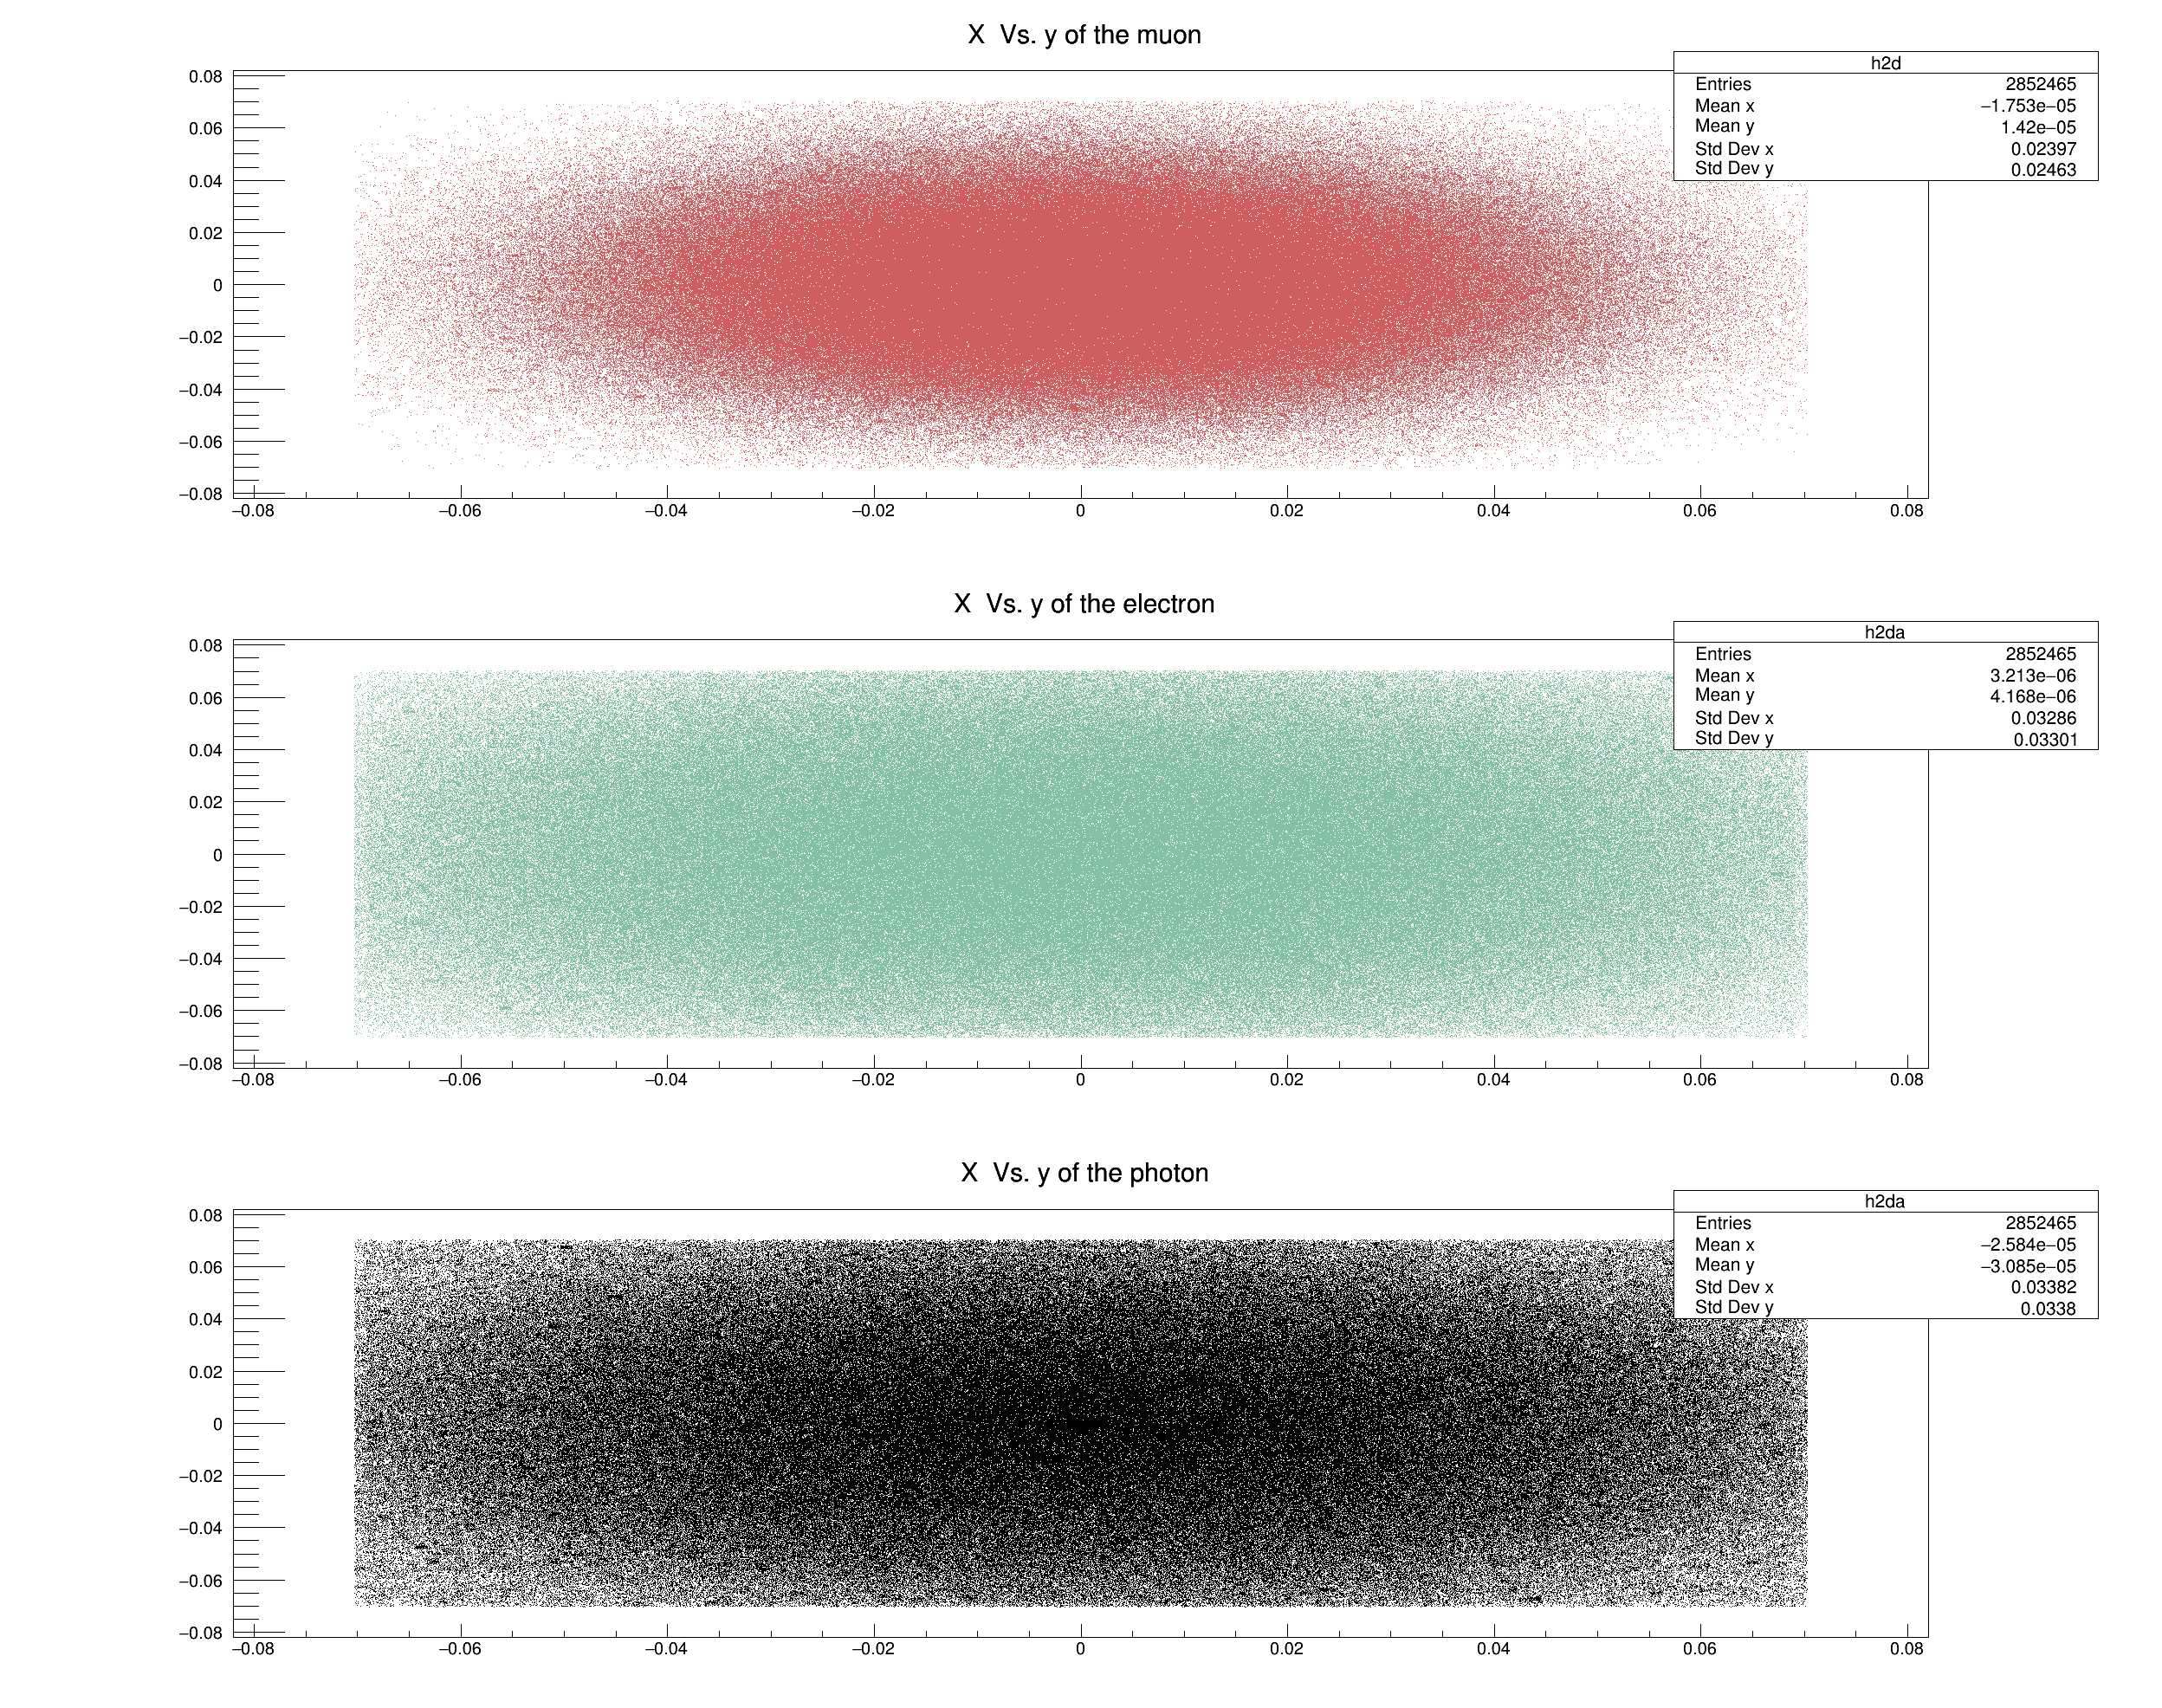 X Vs. y of the muon
h2d
Entries 2852465
Mean x −1.753e−05
Mean y 1.42e−05
Std Dev x 0.02397
Std Dev y 0.02463
0.08
0.06
0.04
0.02
0
−0.02
−0.04
−0.06
−0.08
−0.08 −0.06 −0.04 −0.02 0 0.02 0.04 0.06 0.08
X Vs. y of the electron
h2da
Entries 2852465
Mean x 3.213e−06
Mean y 4.168e−06
Std Dev x 0.03286
Std Dev y 0.03301
0.08
0.06
0.04
0.02
0
−0.02
−0.04
−0.06
−0.08
−0.08 −0.06 −0.04 −0.02 0 0.02 0.04 0.06 0.08
X Vs. y of the photon
h2da
Entries 2852465
Mean x −2.584e−05
Mean y −3.085e−05
Std Dev x 0.03382
Std Dev y 0.0338
0.08
0.06
0.04
0.02
0
−0.02
−0.04
−0.06
−0.08
−0.08 −0.06 −0.04 −0.02 0 0.02 0.04 0.06 0.08